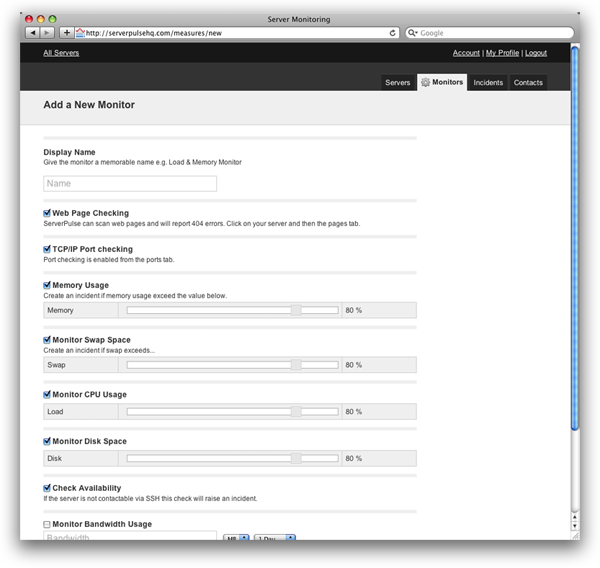 Server Monitoring
http://serverpulsehq.com/measures/new
Google
All Servers
Account | My Profile | Logout
Servers
Monitors
Incidents
Contacts
Add a New Monitor
Display Name
Give the monitor a memorable name e.g. Load & Memory Monitor
Name
Web Page Checking
ServerPulse can scan web pages and will report 404 errors. Click on your server and then the pages tab.
TCP/IP Port checking
Port checking is enabled from the ports tab.
Memory Usage
Create an incident if memory usage exceed the value below.
Memory 80 %
Monitor Swap Space
Create an incident if swap exceeds...
Swap 80 %
Monitor CPU Usage
Load 80 %
Monitor Disk Space
Disk 80 %
Check Availability
If the server is not contactable via SSH this check will raise an incident.
Monitor Bandwidth Usage
Bandwidth MB 1 Day